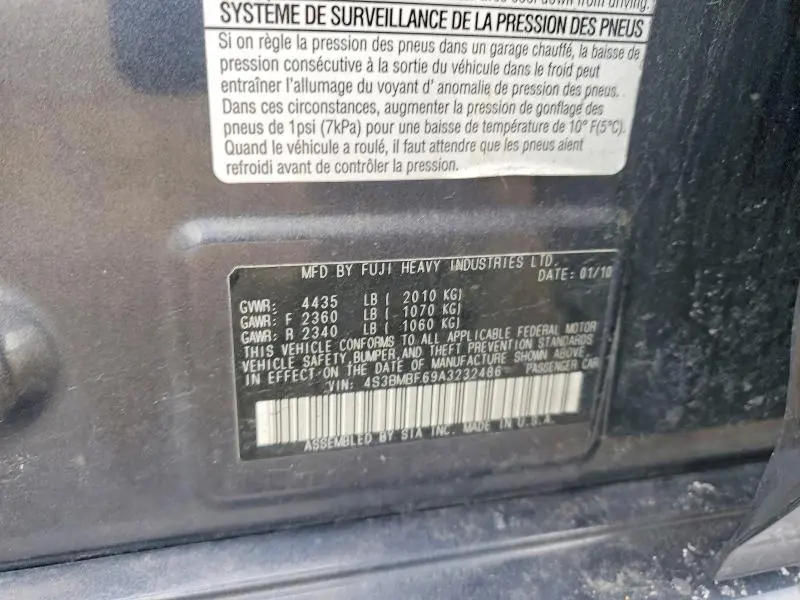 down from driving.
SYSTÈME DE SURVEILLANCE DE LA PRESSION DES PNEUS
Si on règle la pression des pneus dans un garage chauffé, la baisse de
pression consécutive à la sortie du véhicule dans le froid peut
entraîner l'allumage du voyant d' anomalie de pression des pneus.
Dans ces circonstances, augmenter la pression de gonflage des
pneus de 1psi (7kPa) pour une baisse de température de 10° F(5°C).
Quand le véhicule a roulé, il faut attendre que les pneus aient
refroidi avant de contrôler la pression.
MFD BY FUJI HEAVY INDUSTRIES LTD.
DATE: 01/10
GVWR: 4435 LB ( 2010 KG)
GAWR: F 2360 LB ( 1070 KG)
GAWR: R 2340 LB ( 1060 KG)
THIS VEHICLE CONFORMS TO ALL APPLICABLE FEDERAL MOTOR
VEHICLE SAFETY,BUMPER,AND THEFT PREVENTION STANDARDS
IN EFFECT ON THE DATE OF MANUFACTURE SHOWN ABOVE.
VIN: 4S3BMBF69A3232486 PASSENGER CAR
ASSEMBLED BY SIA INC. MADE IN U.S.A.